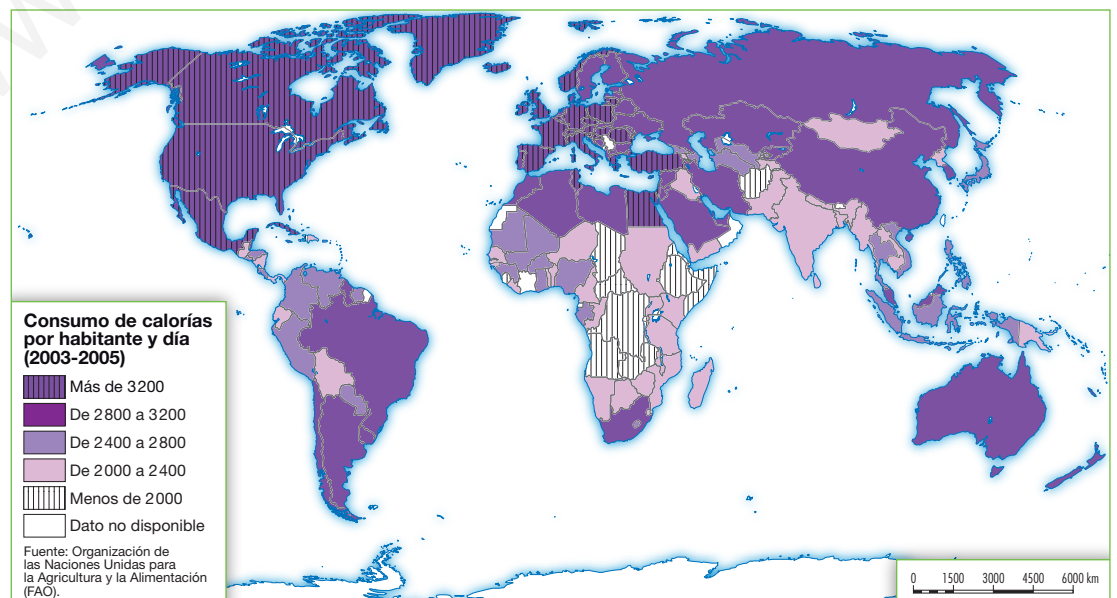 Consumo de calorías
por habitante y día
(2003-2005)
Más de 3200
De 2800 a 3200
De 2400 a 2800
De 2000 a 2400
Menos de 2000
Dato no disponible
Fuente: Organización de
las Naciones Unidas para
la Agricultura y la Alimentación
(FAO).
0 1500 3000 4500 6000 km